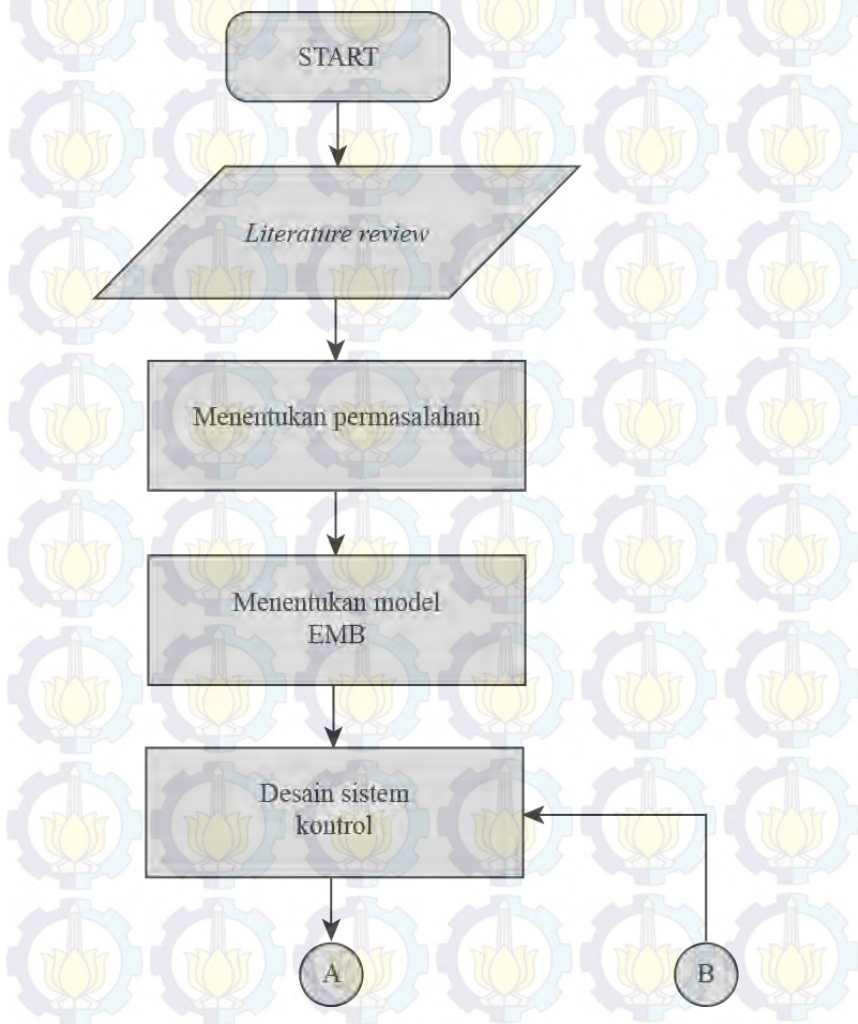 START
Literature review
Menentukan permasalahan
Menentukan model
EMB
Desain sistem
kontrol
A
B